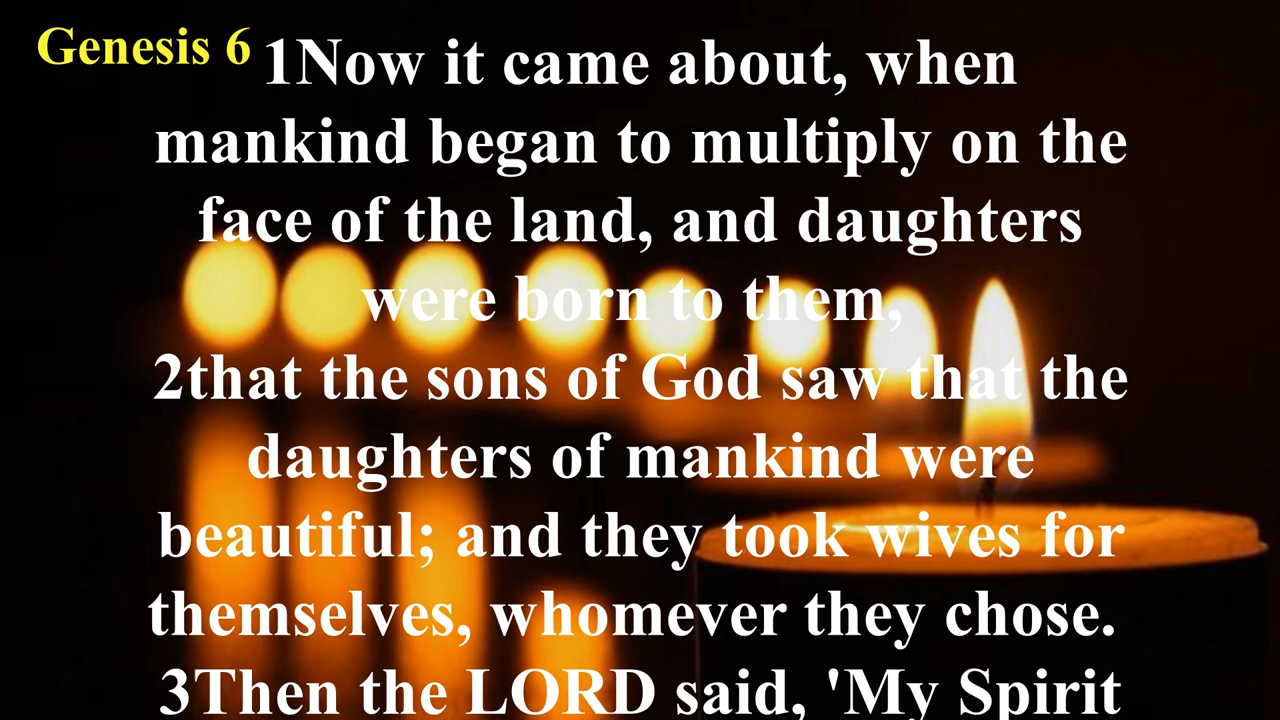 Genesis 6
1Now it came about, when
mankind began to multiply on the
face of the land, and daughters
were born to them,
2that the sons of God saw that the
daughters of mankind were
beautiful; and they took wives for
themselves, whomever they chose.
3Then the LORD said, 'My Spirit